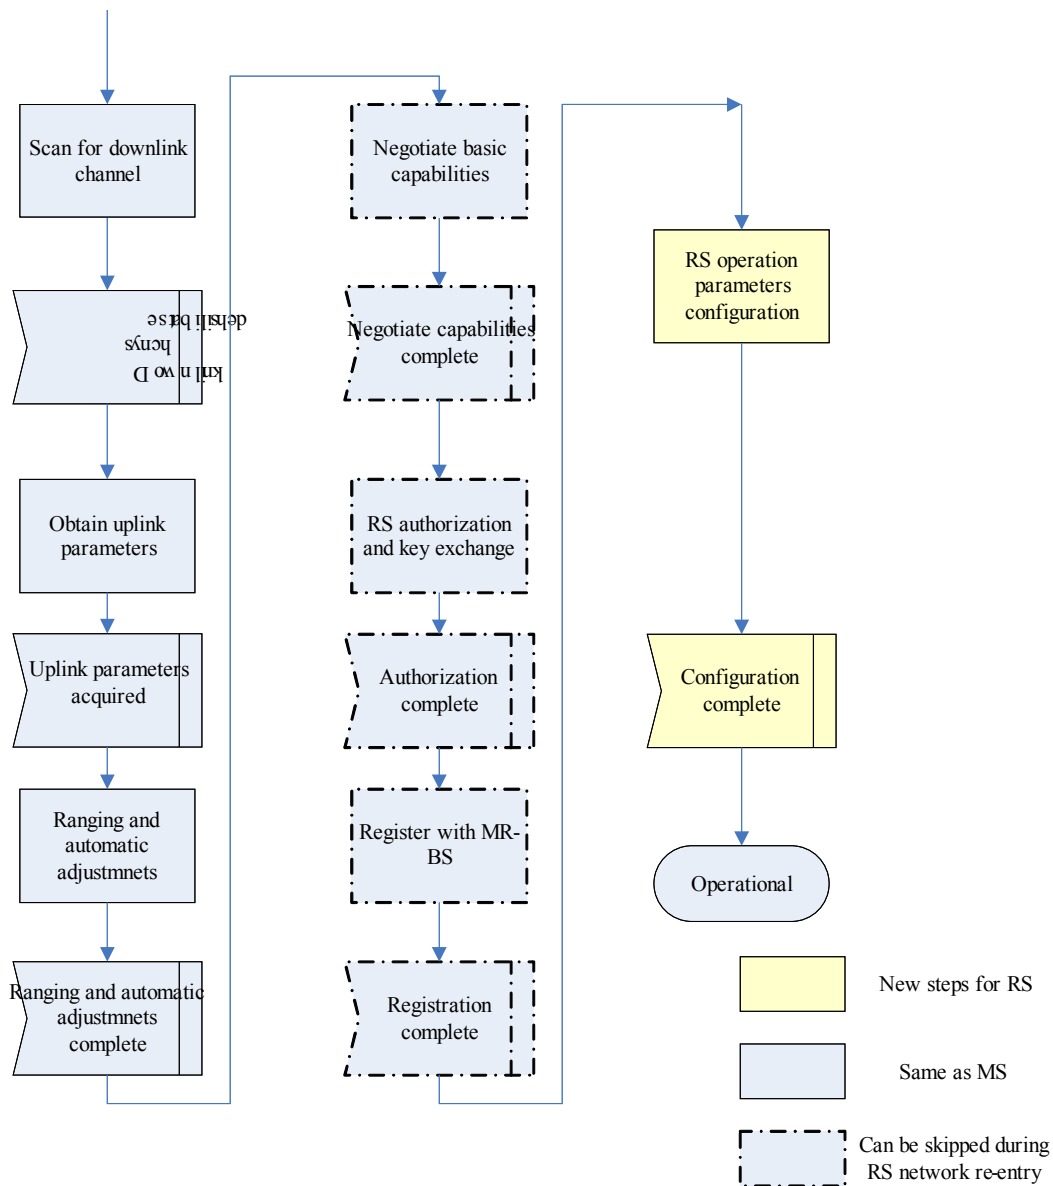 Scan for downlink
channel
Downlink
synch
established
Obtain uplink
parameters
Uplink parameters
acquired
Ranging and
automatic
adjustmnets
Ranging and automatic
adjustmnets
complete
Negotiate basic
capabilities
Negotiate capabilities
complete
RS authorization
and key exchange
Authorization
complete
Register with MR-
BS
Registration
complete
RS operation
parameters
configuration
Configuration
complete
Operational
New steps for RS
Same as MS
Can be skipped during
RS network re-entry